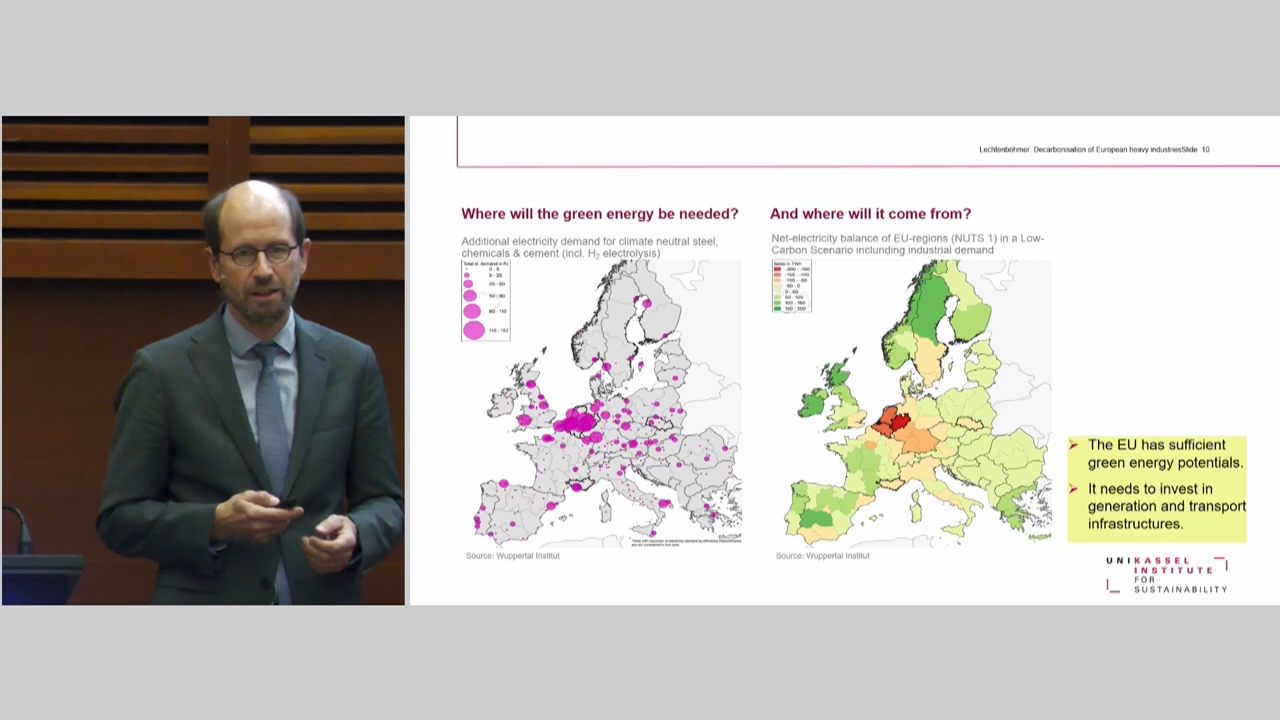 Lechtenböhmer: Decarbonisation of European heavy industriesSlide 10
Where will the green energy be needed?
Additional electricity demand for climate neutral steel,
chemicals & cement (incl. H2 electrolysis)
Source: Wuppertal Institut
And where will it come from?
Net-electricity balance of EU-regions (NUTS 1) in a Low-
Carbon Scenario inclunding industrial demand
Source: Wuppertal Institut
The EU has sufficient
green energy potentials.
It needs to invest in
generation and transport
infrastructures.
UNIKASSEL
INSTITUTE
FOR
SUSTAINABILITY